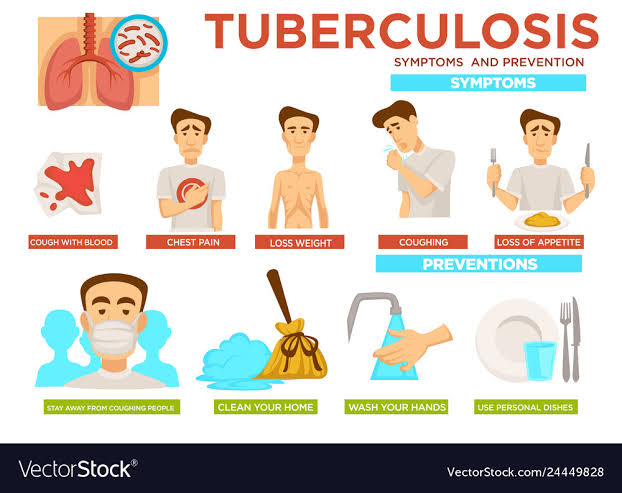 TUBERCULOSIS
SYMPTOMS AND PREVENTION
SYMPTOMS
COUGH WITH BLOOD
CHEST PAIN
LOSS WEIGHT
COUGHING
LOSS OF APPETITE
PREVENTIONS
STAY AWAY FROM COUGHING PEOPLE
CLEAN YOUR HOME
WASH YOUR HANDS
USE PERSONAL DISHES
VectorStock®
VectorStock.com/24449828